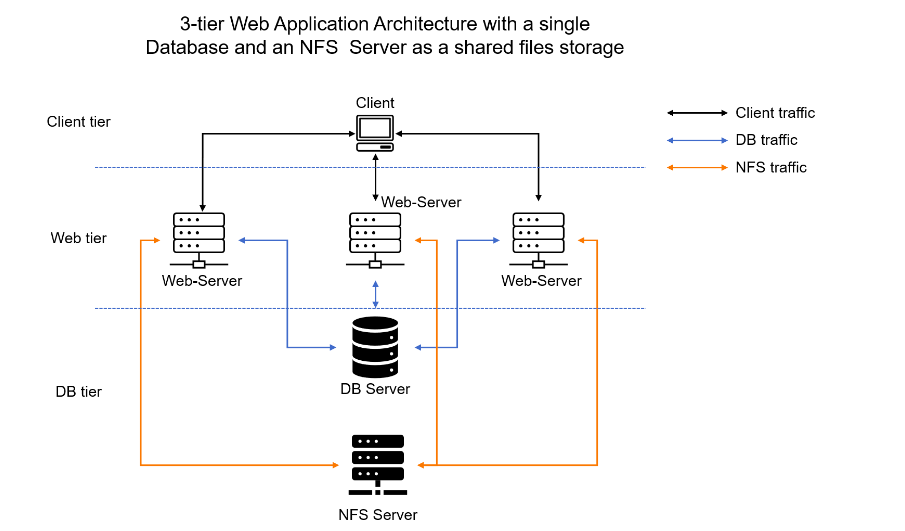 3-tier Web Application Architecture with a single
Database and an NFS Server as a shared files storage
Client
Client tier
Client traffic
DB traffic
NFS traffic
Web-Server
Web tier
Web-Server
Web-Server
DB Server
DB tier
NFS Server